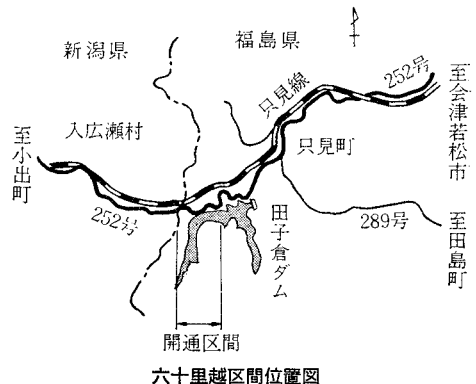 新潟県
福島県
252号
至会津若松市
只見線
入広瀬村
只見町
至小出町
252号
田子倉ダム
289号
至田島町
開通区間
六十里越区間位置図